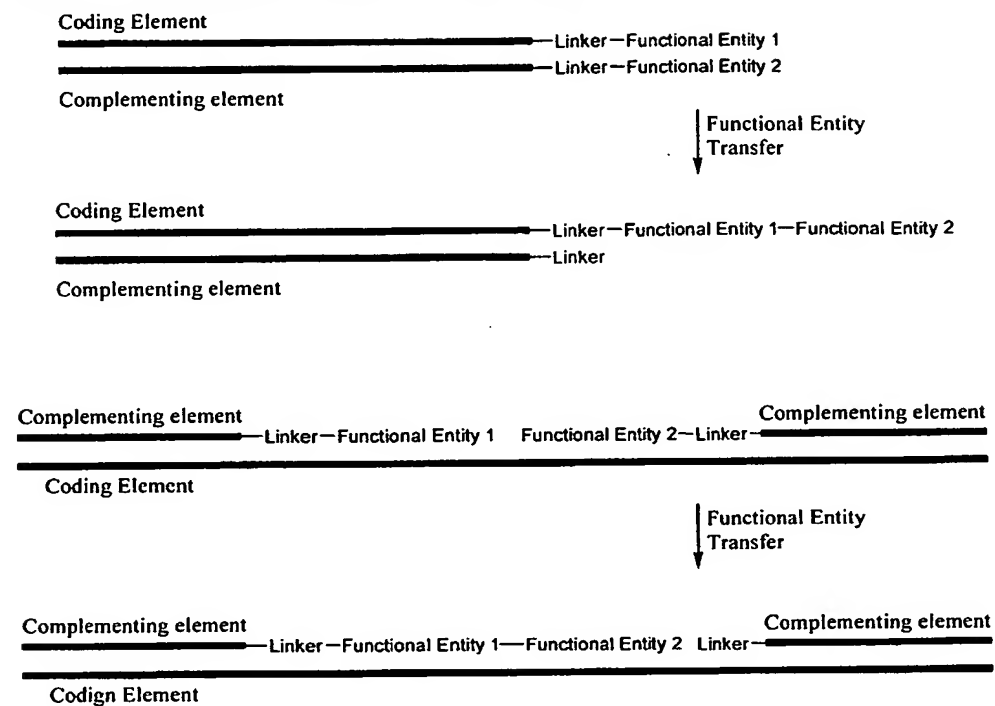 Coding Element
Linker–Functional Entity 1
Linker–Functional Entity 2
Complementing element
Functional Entity
Transfer
Coding Element
Linker–Functional Entity 1–Functional Entity 2
Linker
Complementing element
Complementing element Complementing element
Linker–Functional Entity 1 Functional Entity 2–Linker
Coding Element
Functional Entity
Transfer
Complementing element Complementing element
Linker–Functional Entity 1–Functional Entity 2 Linker
Codign Element